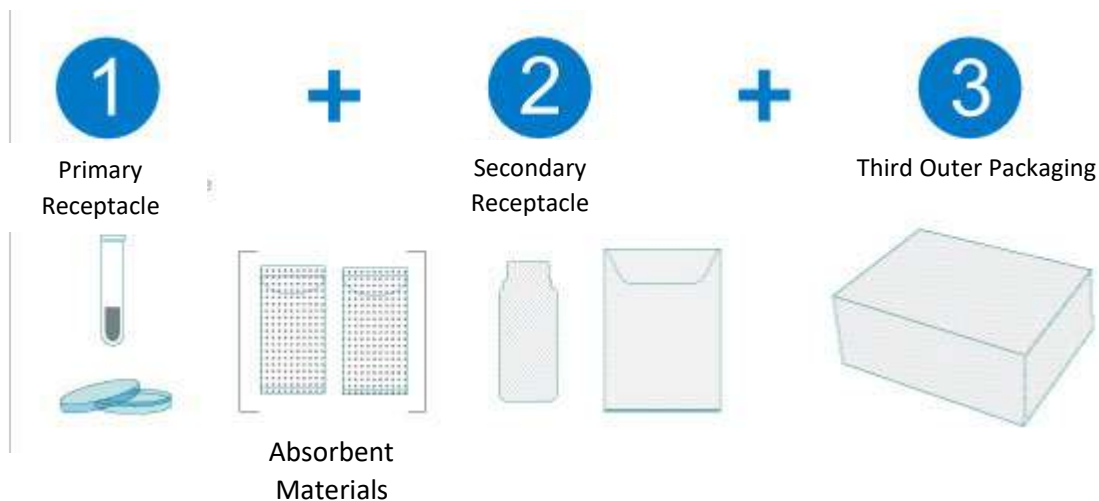 1 + 2 + 3
Primary
Receptacle
Secondary
Receptacle
Third Outer Packaging
Absorbent
Materials